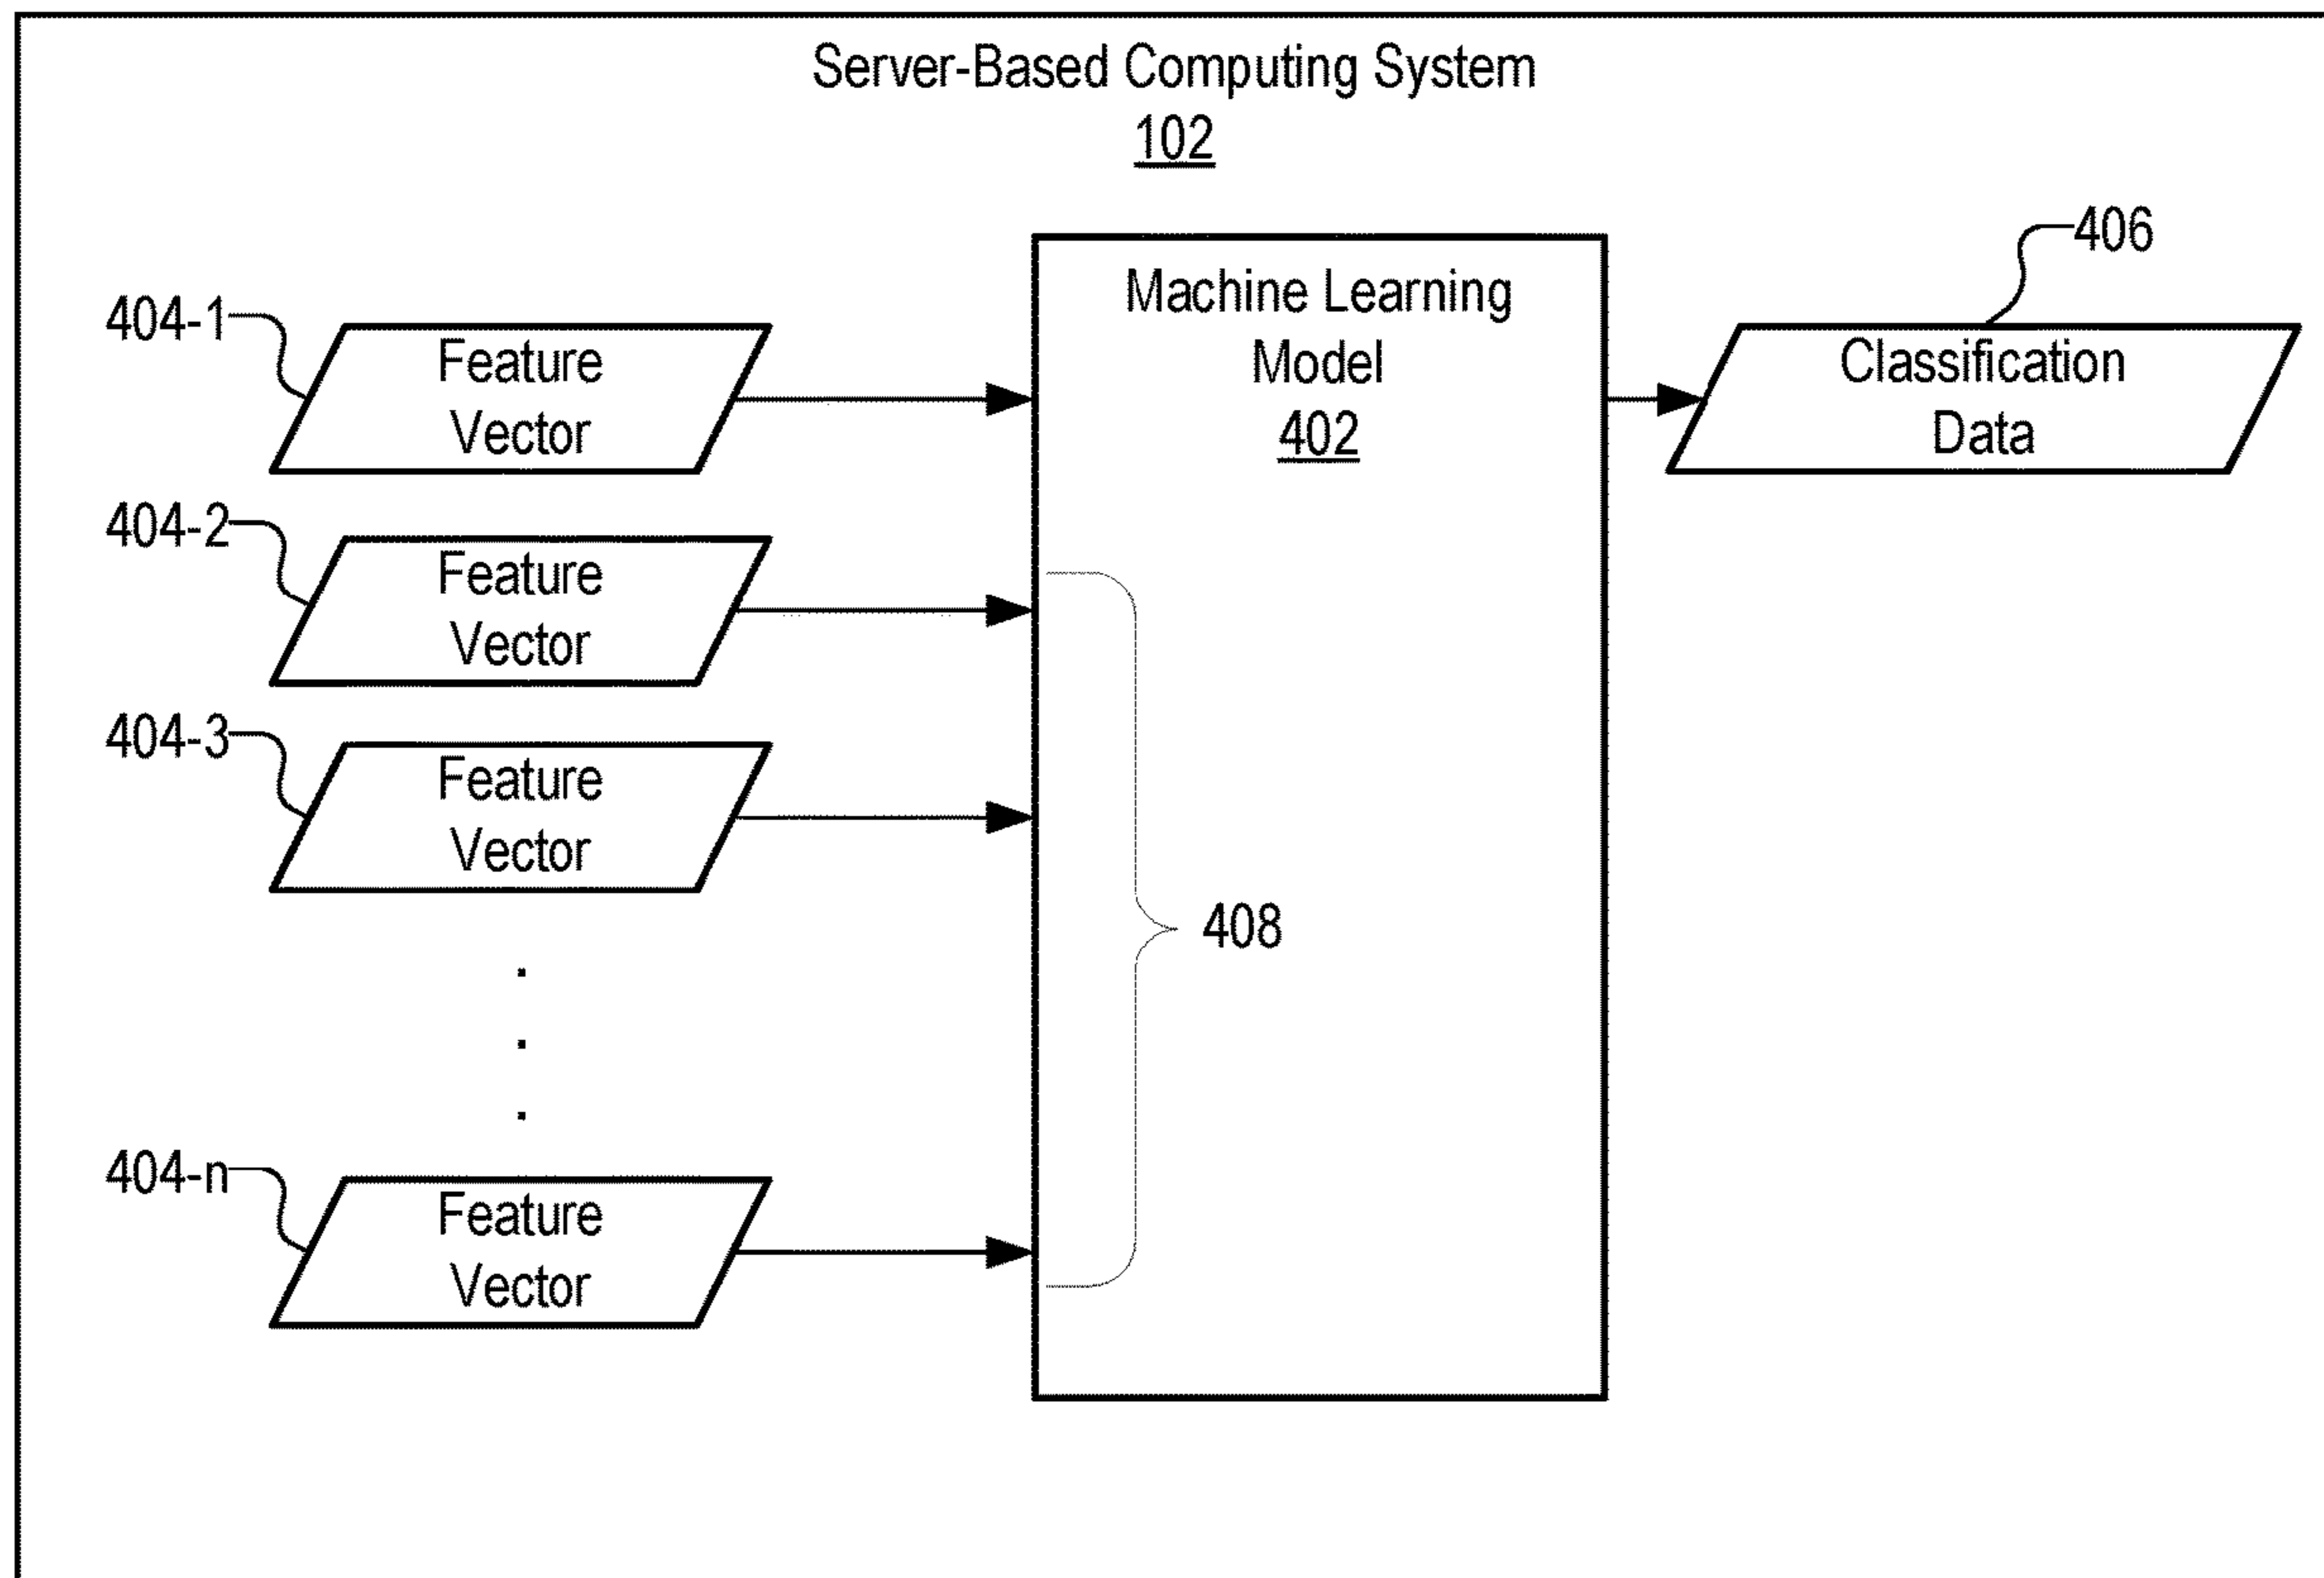 Server-Based Computing System
102
406
Machine Learning
Model
402
404-1
Feature
Vector
Classification
Data
404-2
Feature
Vector
404-3
Feature
Vector
408
.
.
.
404-n
Feature
Vector